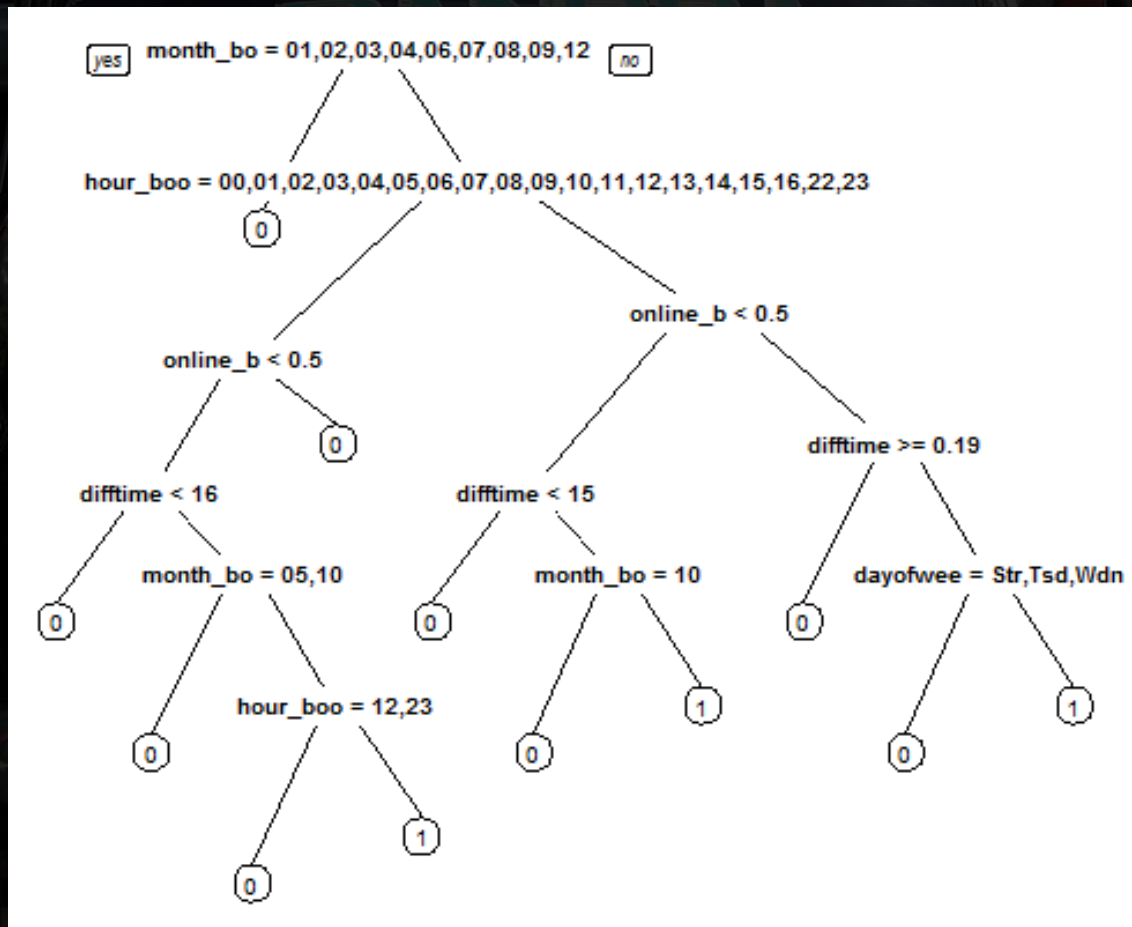 yes month_bo = 01,02,03,04,06,07,08,09,12 no
hour_boo = 00,01,02,03,04,05,06,07,08,09,10,11,12,13,14,15,16,22,23
0
online_b < 0.5
online_b < 0.5
0
difftime >= 0.19
difftime < 16
difftime < 15
month_bo = 05,10
month_bo = 10
dayofwee = Str,Tsd,Wdn
0
0
0
hour_boo = 12,23
1
1
0
0
0
1
0